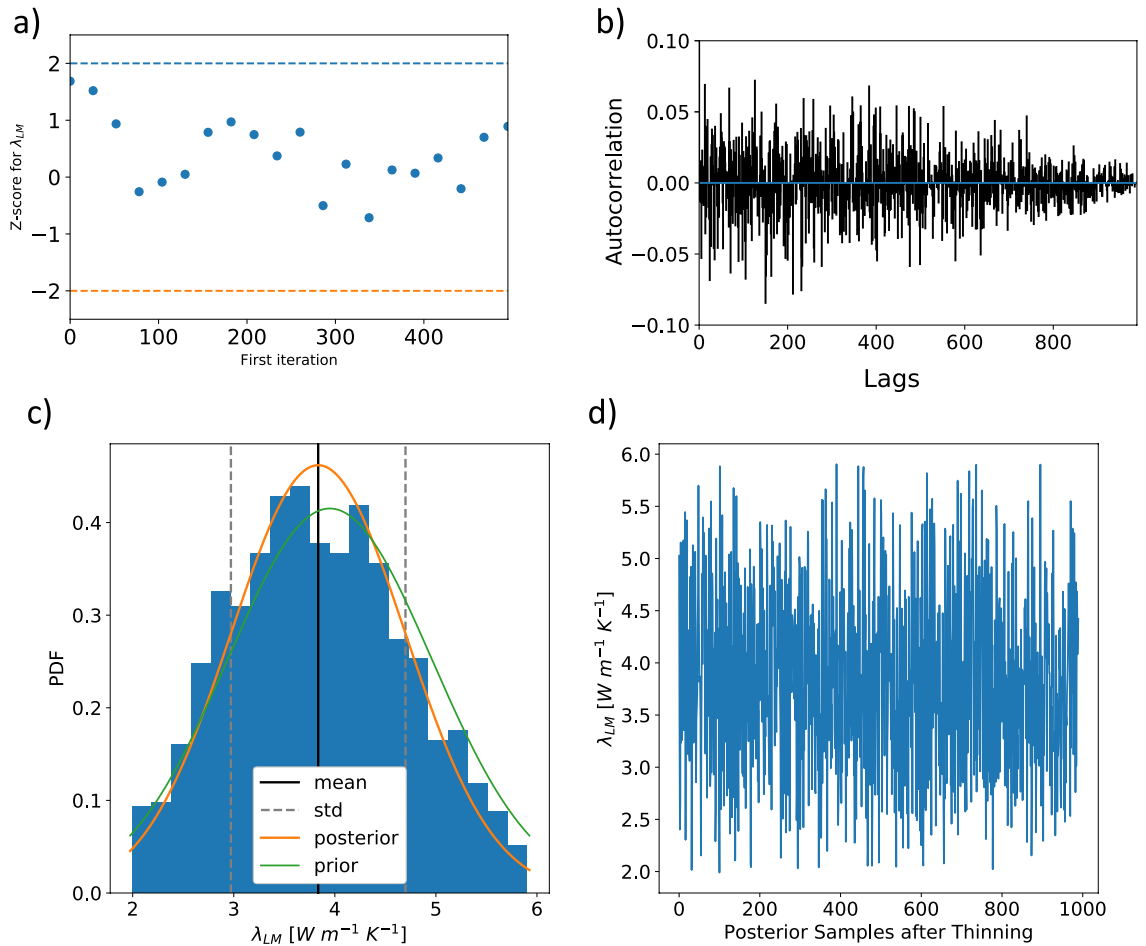 a)
2
1
0
−1
−2
Z-score for λLM
0 100 200 300 400
First iteration
b)
0.10
0.05
0.00
−0.05
−0.10
Autocorrelation
0 200 400 600 800
Lags
c)
0.4
0.3
0.2
0.1
0.0
PDF
mean
std
posterior
prior
2 3 4 5 6
λLM [W m−1 K−1]
d)
6.0
5.5
5.0
4.5
4.0
3.5
3.0
2.5
2.0
λLM [W m−1 K−1]
0 200 400 600 800 1000
Posterior Samples after Thinning